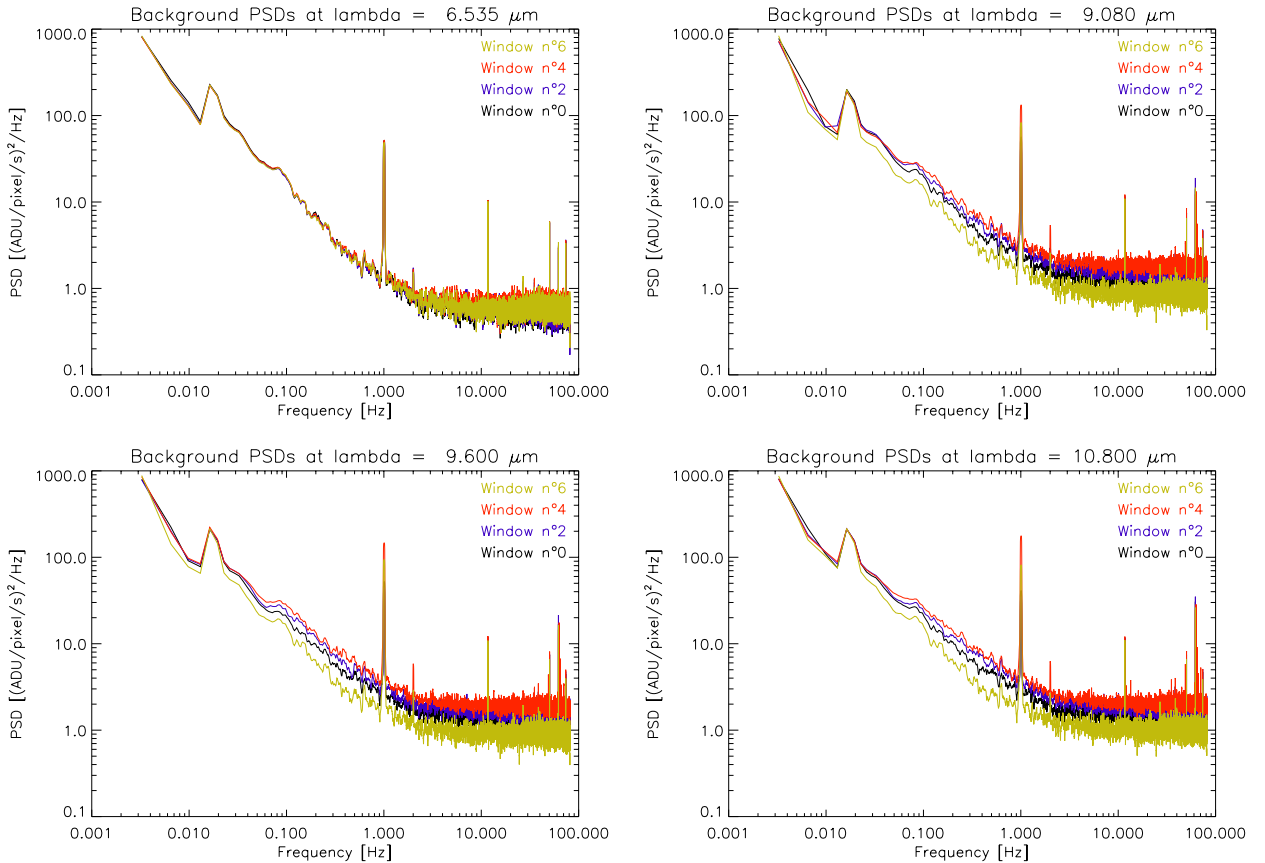 Background PSDs at lambda = 6.535 μm
1000.0
100.0
10.0
1.0
0.1
PSD [(ADU/pixel/s)²/Hz]
Window n°6
Window n°4
Window n°2
Window n°0
0.001 0.010 0.100 1.000 10.000 100.000
Frequency [Hz]
Background PSDs at lambda = 9.080 μm
1000.0
100.0
10.0
1.0
0.1
PSD [(ADU/pixel/s)²/Hz]
Window n°6
Window n°4
Window n°2
Window n°0
0.001 0.010 0.100 1.000 10.000 100.000
Frequency [Hz]
Background PSDs at lambda = 9.600 μm
1000.0
100.0
10.0
1.0
0.1
PSD [(ADU/pixel/s)²/Hz]
Window n°6
Window n°4
Window n°2
Window n°0
0.001 0.010 0.100 1.000 10.000 100.000
Frequency [Hz]
Background PSDs at lambda = 10.800 μm
1000.0
100.0
10.0
1.0
0.1
PSD [(ADU/pixel/s)²/Hz]
Window n°6
Window n°4
Window n°2
Window n°0
0.001 0.010 0.100 1.000 10.000 100.000
Frequency [Hz]